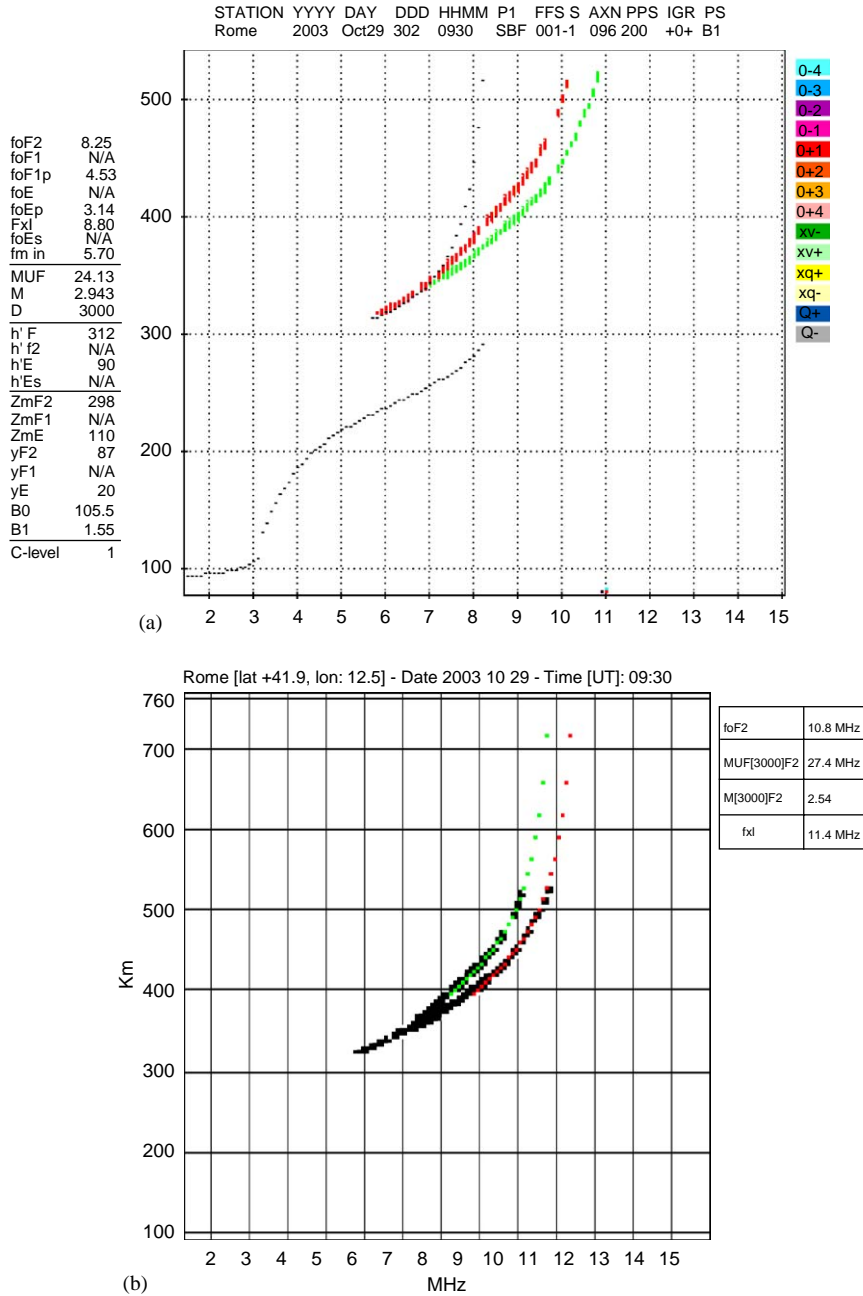 STATION YYYY DAY DDD HHMM P1 FFS S AXN PPS IGR PS
Rome 2003 Oct29 302 0930 SBF 001-1 096 200 +0+ B1
foF2 8.25
foF1 N/A
foF1p 4.53
foE N/A
foEp 3.14
FxI 8.80
foEs N/A
fm in 5.70
MUF 24.13
M 2.943
D 3000
h' F 312
h' f2 N/A
h'E 90
h'Es N/A
ZmF2 298
ZmF1 N/A
ZmE 110
yF2 87
yF1 N/A
yE 20
B0 105.5
B1 1.55
C-level 1
500
400
300
200
100
2 3 4 5 6 7 8 9 10 11 12 13 14 15
0-4
0-3
0-2
0-1
0+1
0+2
0+3
0+4
xv-
xv+
xq+
xq-
Q+
Q-
(a)
Rome [lat +41.9, lon: 12.5] - Date 2003 10 29 - Time [UT]: 09:30
760
700
600
500
400
300
200
100
Km
2 3 4 5 6 7 8 9 10 11 12 13 14 15
MHz
foF2 10.8 MHz
MUF[3000]F2 27.4 MHz
M[3000]F2 2.54
fxI 11.4 MHz
(b)